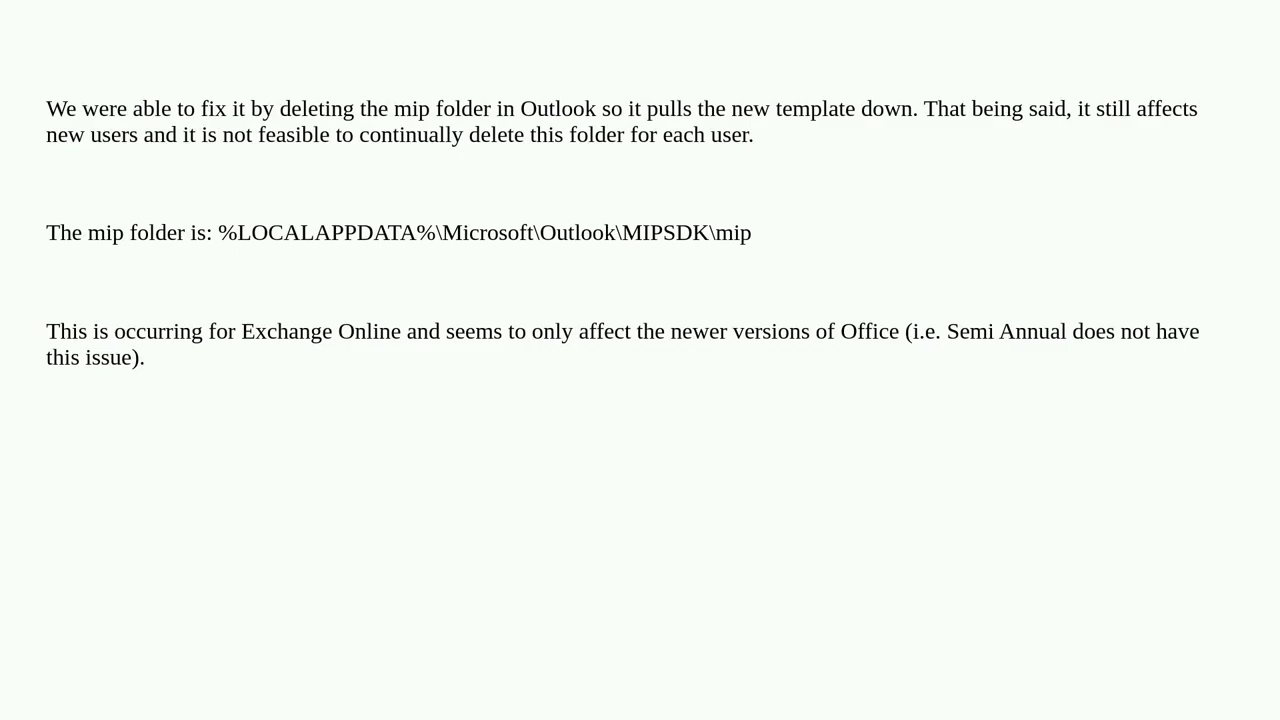 We were able to fix it by deleting the mip folder in Outlook so it pulls the new template down. That being said, it still affects
new users and it is not feasible to continually delete this folder for each user.
The mip folder is: %LOCALAPPDATA%\Microsoft\Outlook\MIPSDK\mip
This is occurring for Exchange Online and seems to only affect the newer versions of Office (i.e. Semi Annual does not have
this issue).